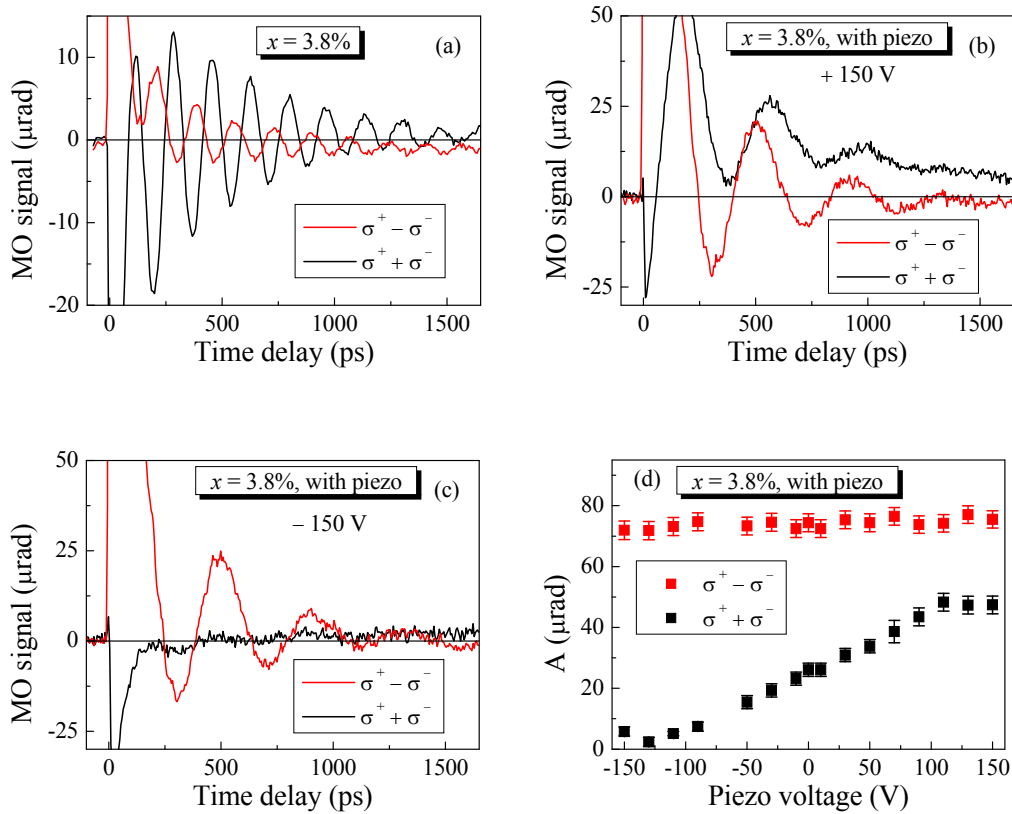 x = 3.8%
(a)
MO signal (μrad)
10
0
-10
-20
σ⁺ − σ⁻
σ⁺ + σ⁻
0 500 1000 1500
Time delay (ps)
x = 3.8%, with piezo
(b)
+ 150 V
MO signal (μrad)
50
25
0
-25
σ⁺ − σ⁻
σ⁺ + σ⁻
0 500 1000 1500
Time delay (ps)
x = 3.8%, with piezo
(c)
− 150 V
MO signal (μrad)
50
25
0
-25
σ⁺ − σ⁻
σ⁺ + σ⁻
0 500 1000 1500
Time delay (ps)
(d)
x = 3.8%, with piezo
A (μrad)
80
60
40
20
0
σ⁺ − σ⁻
σ⁺ + σ⁻
-150 -100 -50 0 50 100 150
Piezo voltage (V)